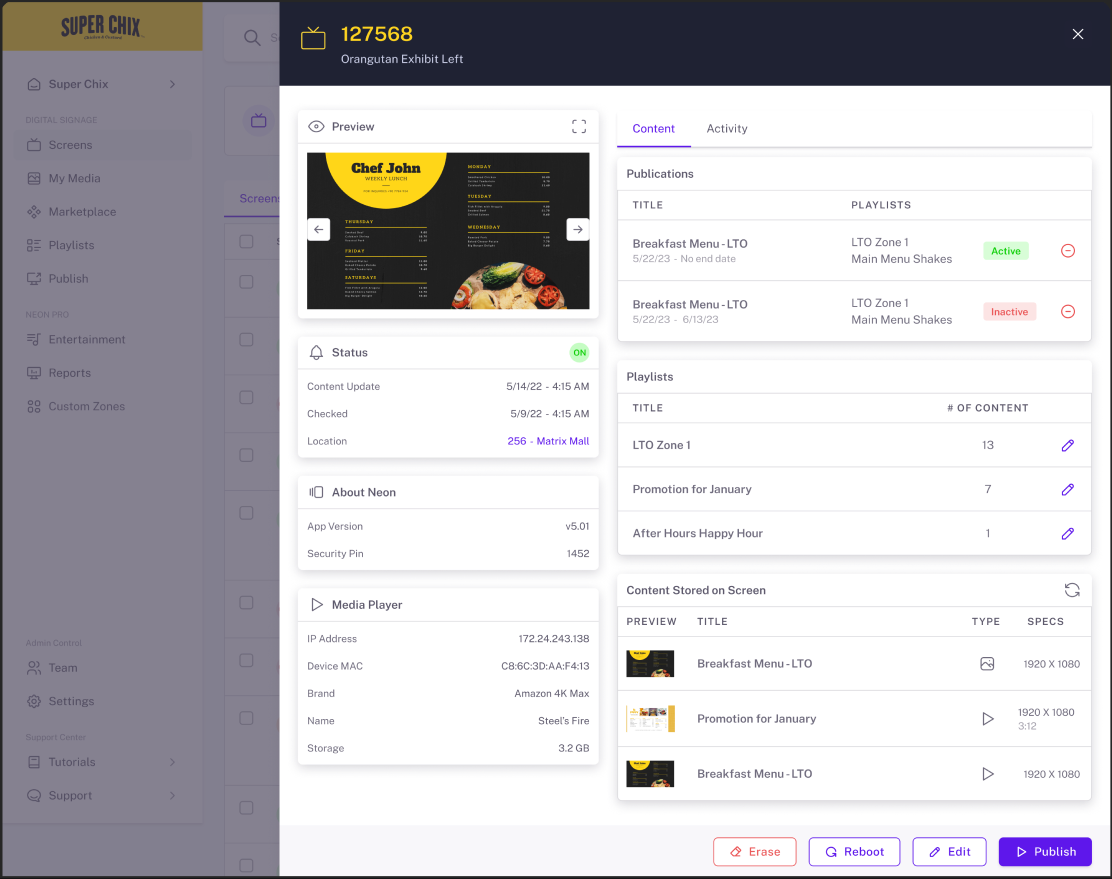 SUPER CHIX
Super Chix
DIGITAL SIGNAGE
Screens
My Media
Marketplace
Playlists
Publish
NEON PRO
Entertainment
Reports
Custom Zones
Admin Control
Team
Settings
Support Center
Tutorials
Support
Screens
127568
Orangutan Exhibit Left
Preview
Chef John
WEEKLY LUNCH
MONDAY
TUESDAY
WEDNESDAY
THURSDAY
FRIDAY
SATURDAYS
Status
ON
Content Update 5/14/22 - 4:15 AM
Checked 5/9/22 - 4:15 AM
Location 256 - Matrix Mall
About Neon
App Version v5.01
Security Pin 1452
Media Player
IP Address 172.24.243.138
Device MAC C8:6C:3D:AA:F4:13
Brand Amazon 4K Max
Name Steel's Fire
Storage 3.2 GB
Content Activity
Publications
TITLE PLAYLISTS
Breakfast Menu - LTO LTO Zone 1 Active
5/22/23 - No end date Main Menu Shakes
Breakfast Menu - LTO LTO Zone 1 Inactive
5/22/23 - 6/13/23 Main Menu Shakes
Playlists
TITLE # OF CONTENT
LTO Zone 1 13
Promotion for January 7
After Hours Happy Hour 1
Content Stored on Screen
PREVIEW TITLE TYPE SPECS
Breakfast Menu - LTO 1920 X 1080
Promotion for January 1920 X 1080
3:12
Breakfast Menu - LTO 1920 X 1080
Erase Reboot Edit Publish